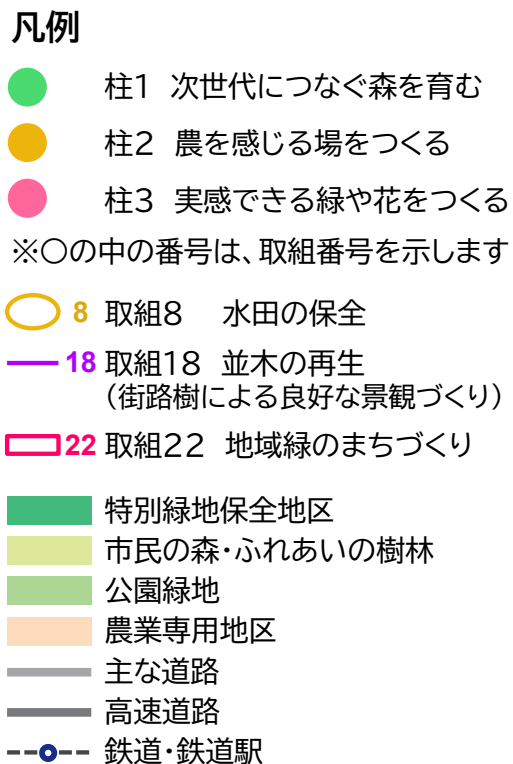 凡例
柱1 次世代につなぐ森を育む
柱2 農を感じる場をつくる
柱3 実感できる緑や花をつくる
※○の中の番号は、取組番号を示します
8 取組8 水田の保全
18 取組18 並木の再生
（街路樹による良好な景観づくり）
22 取組22 地域緑のまちづくり
特別緑地保全地区
市民の森・ふれあいの樹林
公園緑地
農業専用地区
主な道路
高速道路
鉄道・鉄道駅